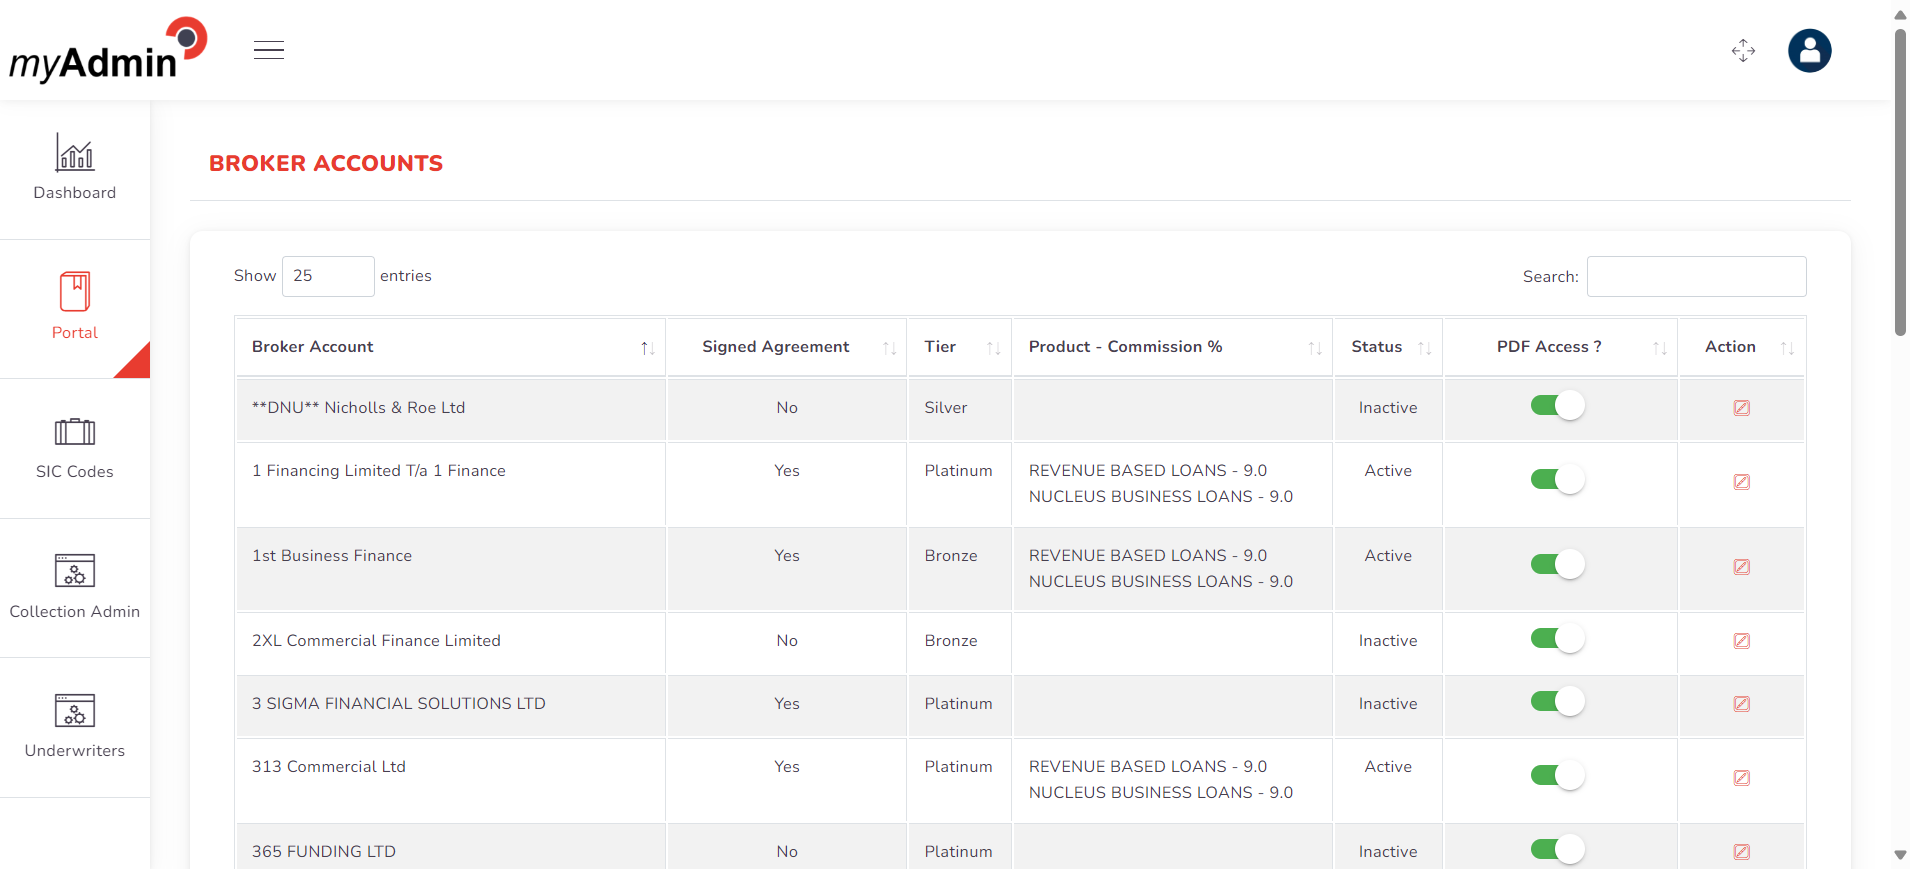 myAdmin
Dashboard
Portal
SIC Codes
Collection Admin
Underwriters
BROKER ACCOUNTS
Show 25 entries
Search:
Broker Account Signed Agreement Tier Product - Commission % Status PDF Access ? Action
**DNU** Nicholls & Roe Ltd No Silver Inactive
1 Financing Limited T/a 1 Finance Yes Platinum REVENUE BASED LOANS - 9.0 Active
NUCLEUS BUSINESS LOANS - 9.0
1st Business Finance Yes Bronze REVENUE BASED LOANS - 9.0 Active
NUCLEUS BUSINESS LOANS - 9.0
2XL Commercial Finance Limited No Bronze Inactive
3 SIGMA FINANCIAL SOLUTIONS LTD Yes Platinum Inactive
313 Commercial Ltd Yes Platinum REVENUE BASED LOANS - 9.0 Active
NUCLEUS BUSINESS LOANS - 9.0
365 FUNDING LTD No Platinum Inactive